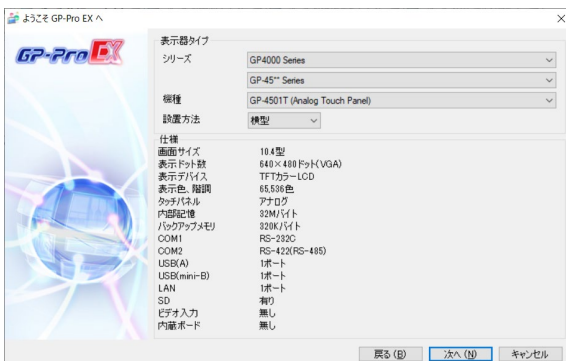 ようこそ GP-Pro EX へ
GP-Pro EX
表示器タイプ
シリーズ GP4000 Series
GP-45** Series
機種 GP-4501T (Analog Touch Panel)
設置方法 横型
仕様
画面サイズ 10.4型
表示ドット数 640×480ドット(VGA)
表示デバイス TFTカラーLCD
表示色、階調 65,536色
タッチパネル アナログ
内部記憶 32Mバイト
バックアップメモリ 320Kバイト
COM1 RS-232C
COM2 RS-422(RS-485)
USB(A) 1ポート
USB(mini-B) 1ポート
LAN 1ポート
SD 有り
ビデオ入力 無し
内蔵ボード 無し
戻る(B) 次へ(N) キャンセル